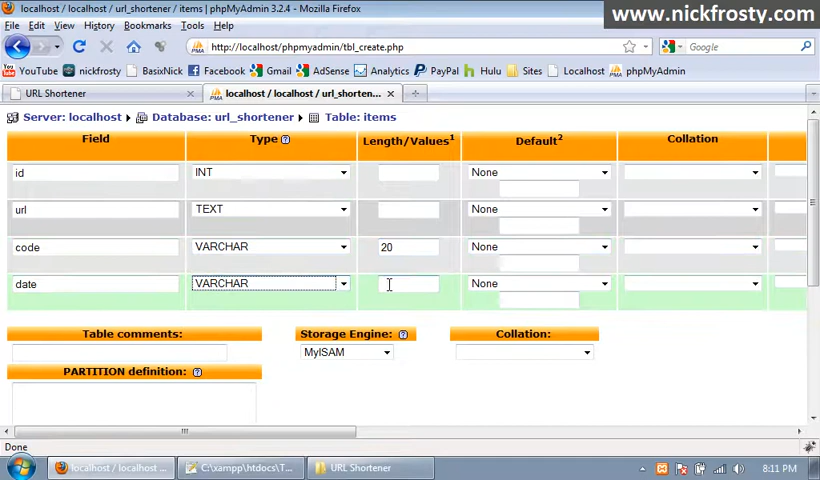 localhost / localhost / url_shortener / items | phpMyAdmin 3.2.4 - Mozilla Firefox
www.nickfrosty.com
File Edit View History Bookmarks Tools Help
http://localhost/phpmyadmin/tbl_create.php
Google
YouTube nickfrosty BasixNick Facebook Gmail AdSense Analytics PayPal Hulu Sites Localhost phpMyAdmin
URL Shortener
localhost / localhost / url_shorten...
Server: localhost Database: url_shortener Table: items
Field Type Length/Values1 Default2 Collation
id INT None
url TEXT None
code VARCHAR 20 None
date VARCHAR None
Table comments: Storage Engine: Collation:
MyISAM
PARTITION definition:
Done
localhost / localhost ... C:\xampp\htdocs\T... URL Shortener 8:11 PM